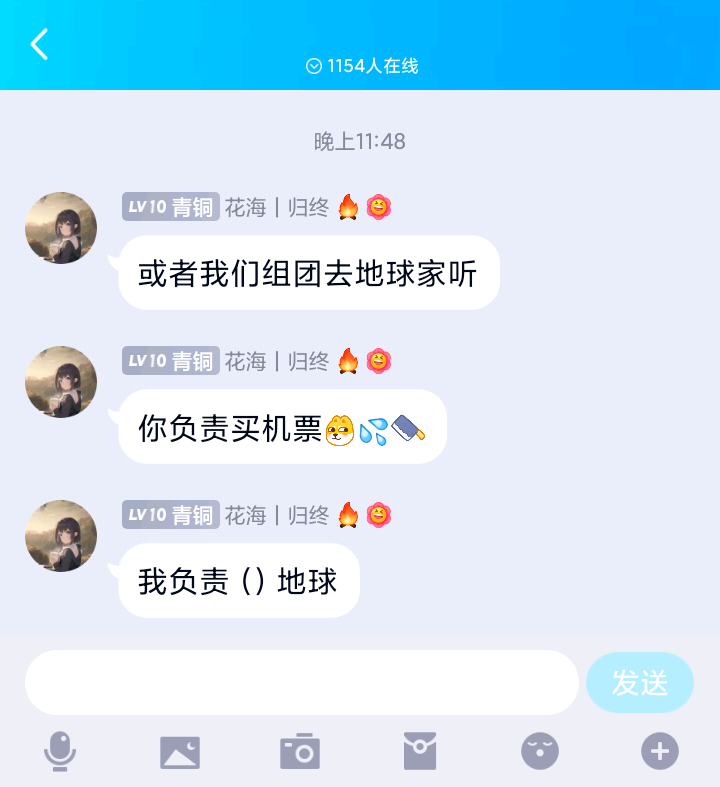 1154人在线
晚上11:48
LV10 青铜 花海丨归终
或者我们组团去地球家听
LV10 青铜 花海丨归终
你负责买机票
LV10 青铜 花海丨归终
我负责 () 地球
发送